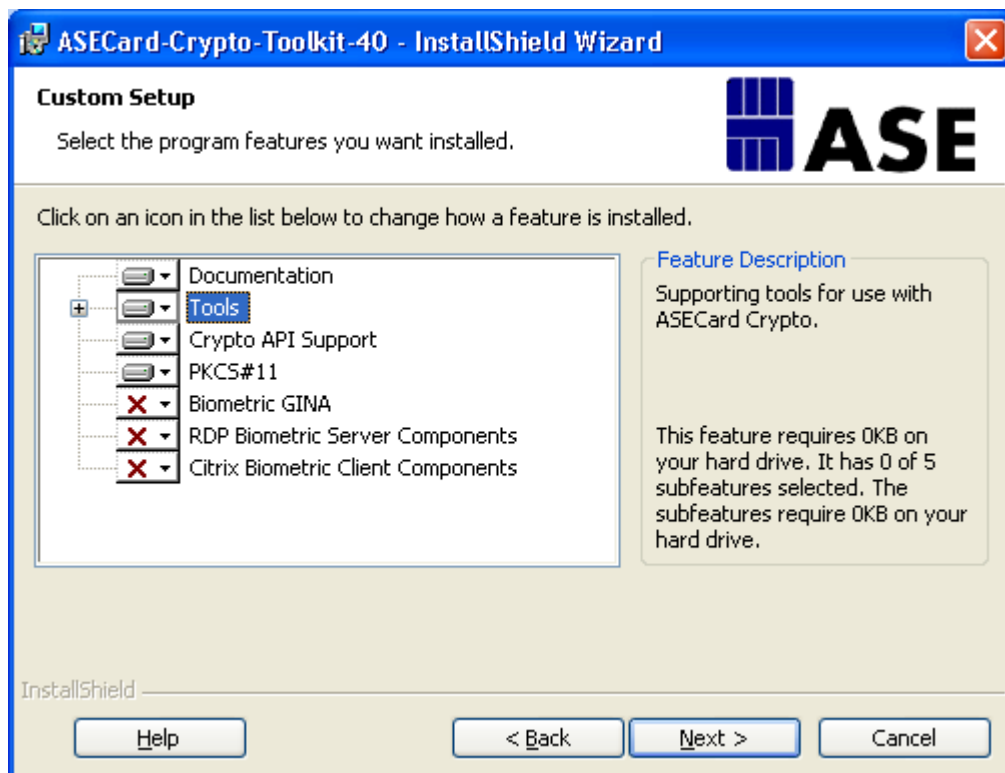 ASECard-Crypto-Toolkit-40 - InstallShield Wizard
Custom Setup
Select the program features you want installed.
ASE
Click on an icon in the list below to change how a feature is installed.
Documentation
Tools
Crypto API Support
PKCS#11
Biometric GINA
RDP Biometric Server Components
Citrix Biometric Client Components
Feature Description
Supporting tools for use with
ASECard Crypto.
This feature requires 0KB on
your hard drive. It has 0 of 5
subfeatures selected. The
subfeatures require 0KB on your
hard drive.
InstallShield
Help
< Back
Next >
Cancel